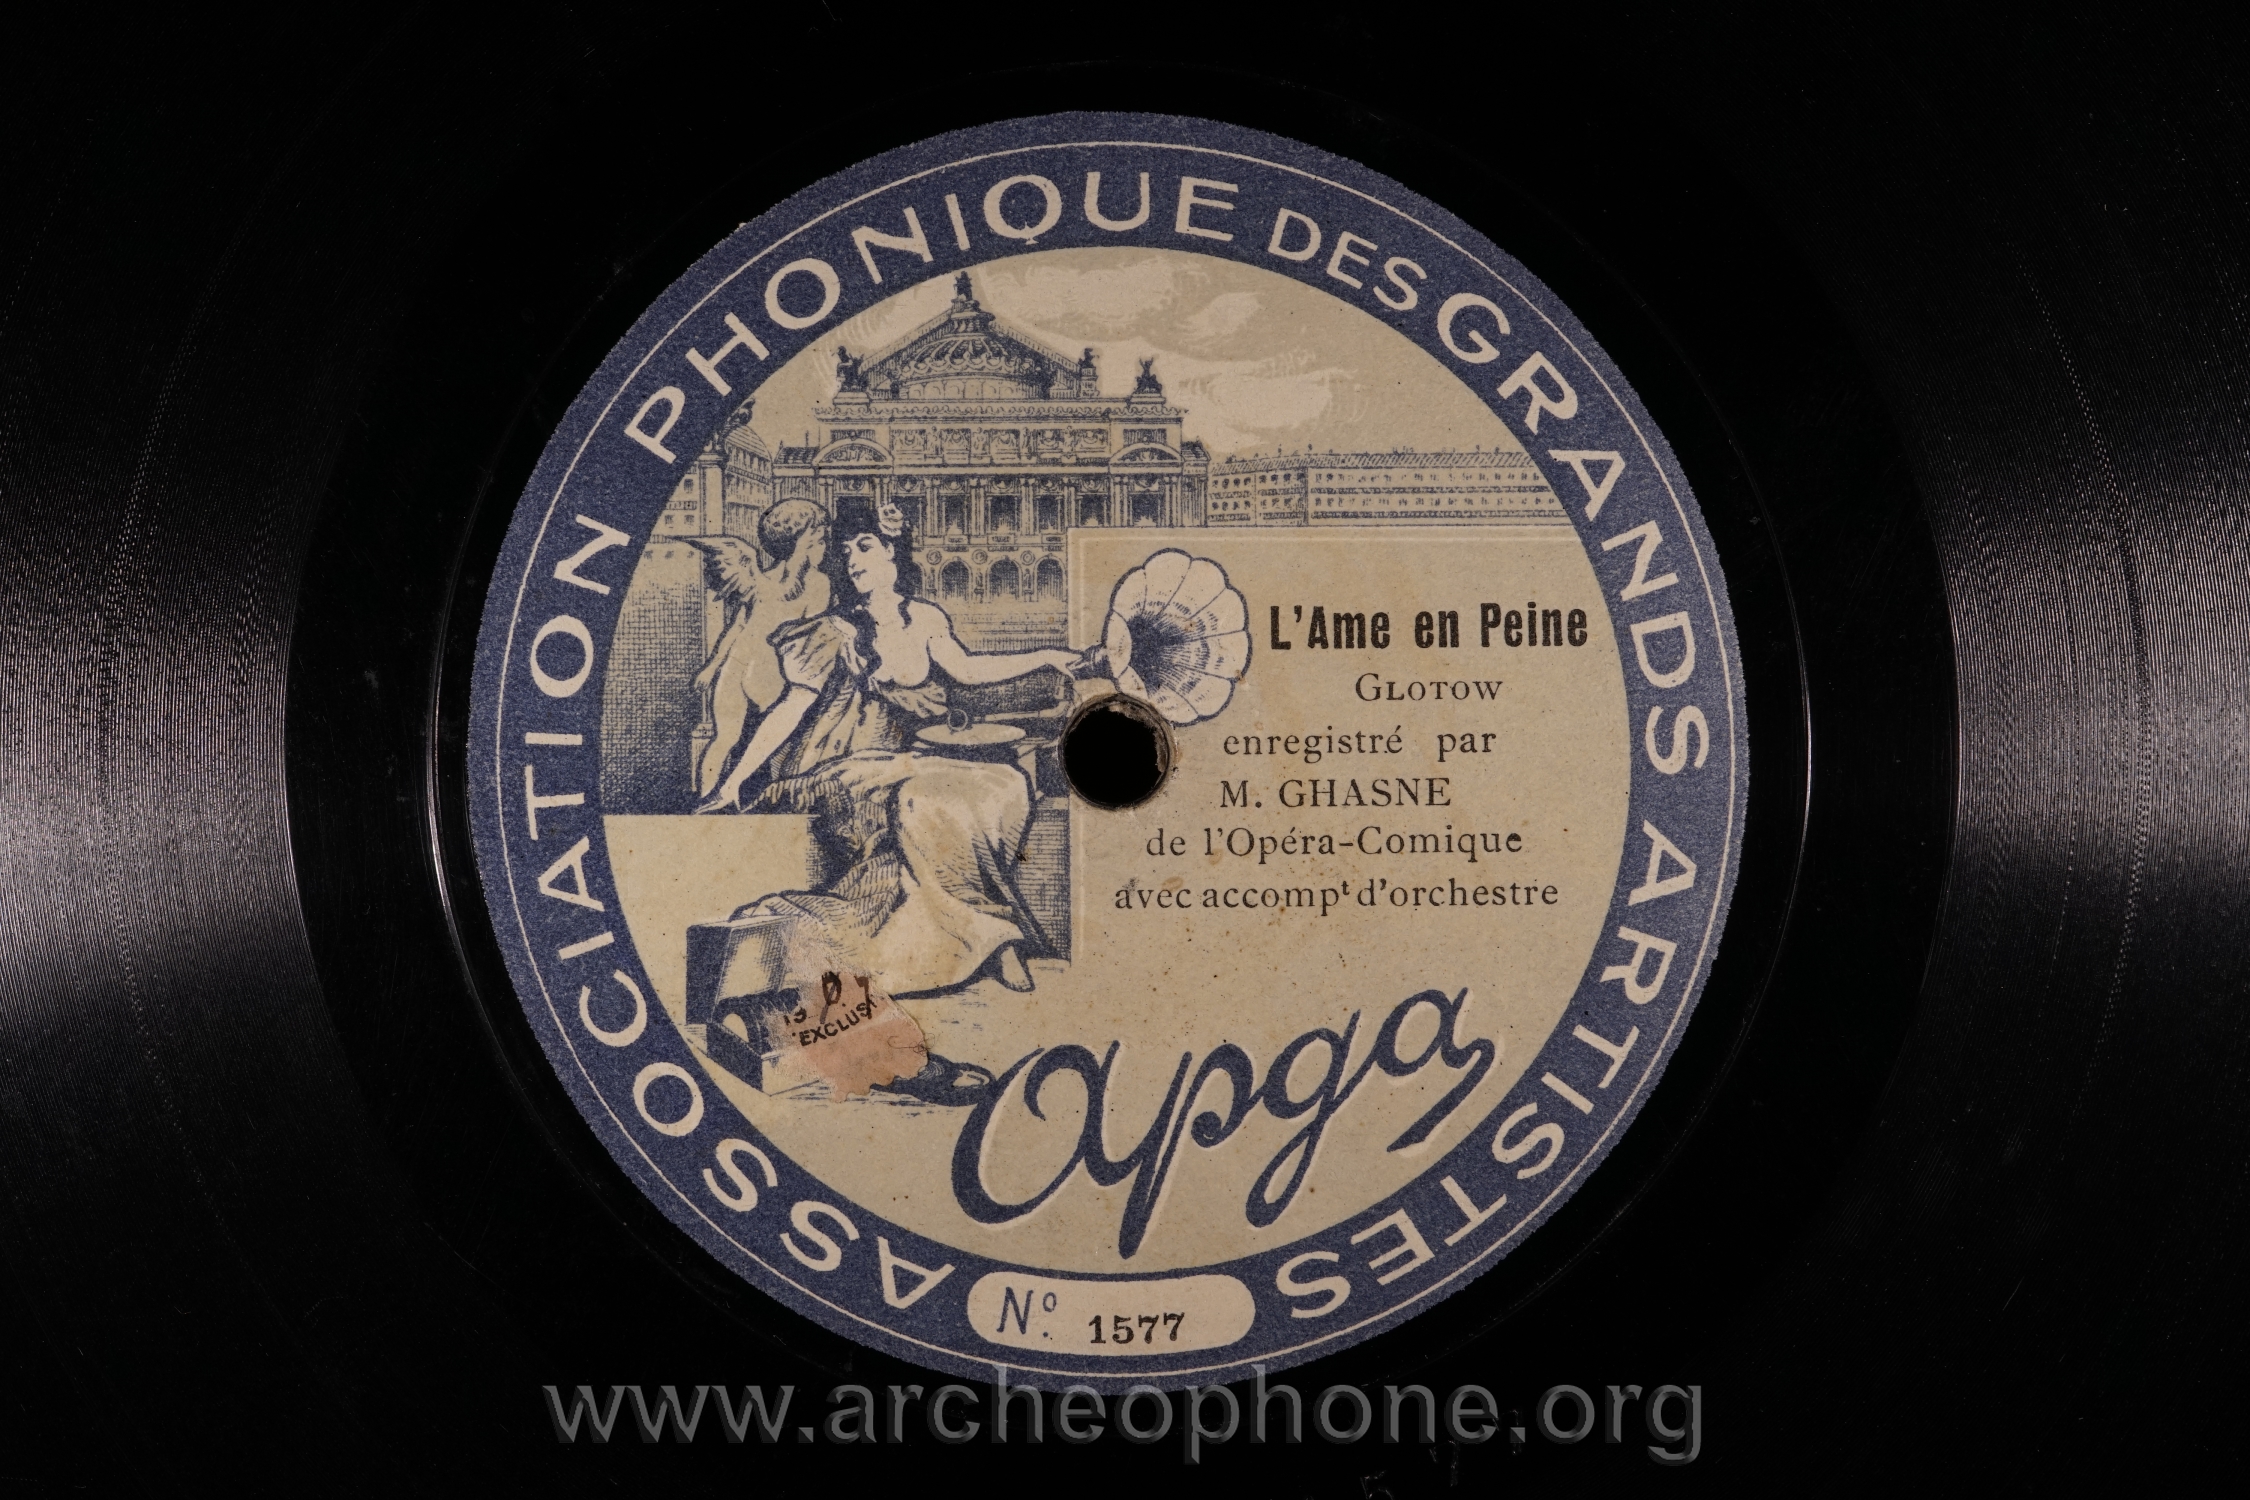 ASSOCIATION PHONIQUE DES GRANDS ARTISTES
L'Ame en Peine
GLOTOW
enregistré par
M. GHASNE
de l'Opéra-Comique
avec accompᵗ d'orchestre
EXCLUSI
apga
Nº. 1577
www.archeophone.org